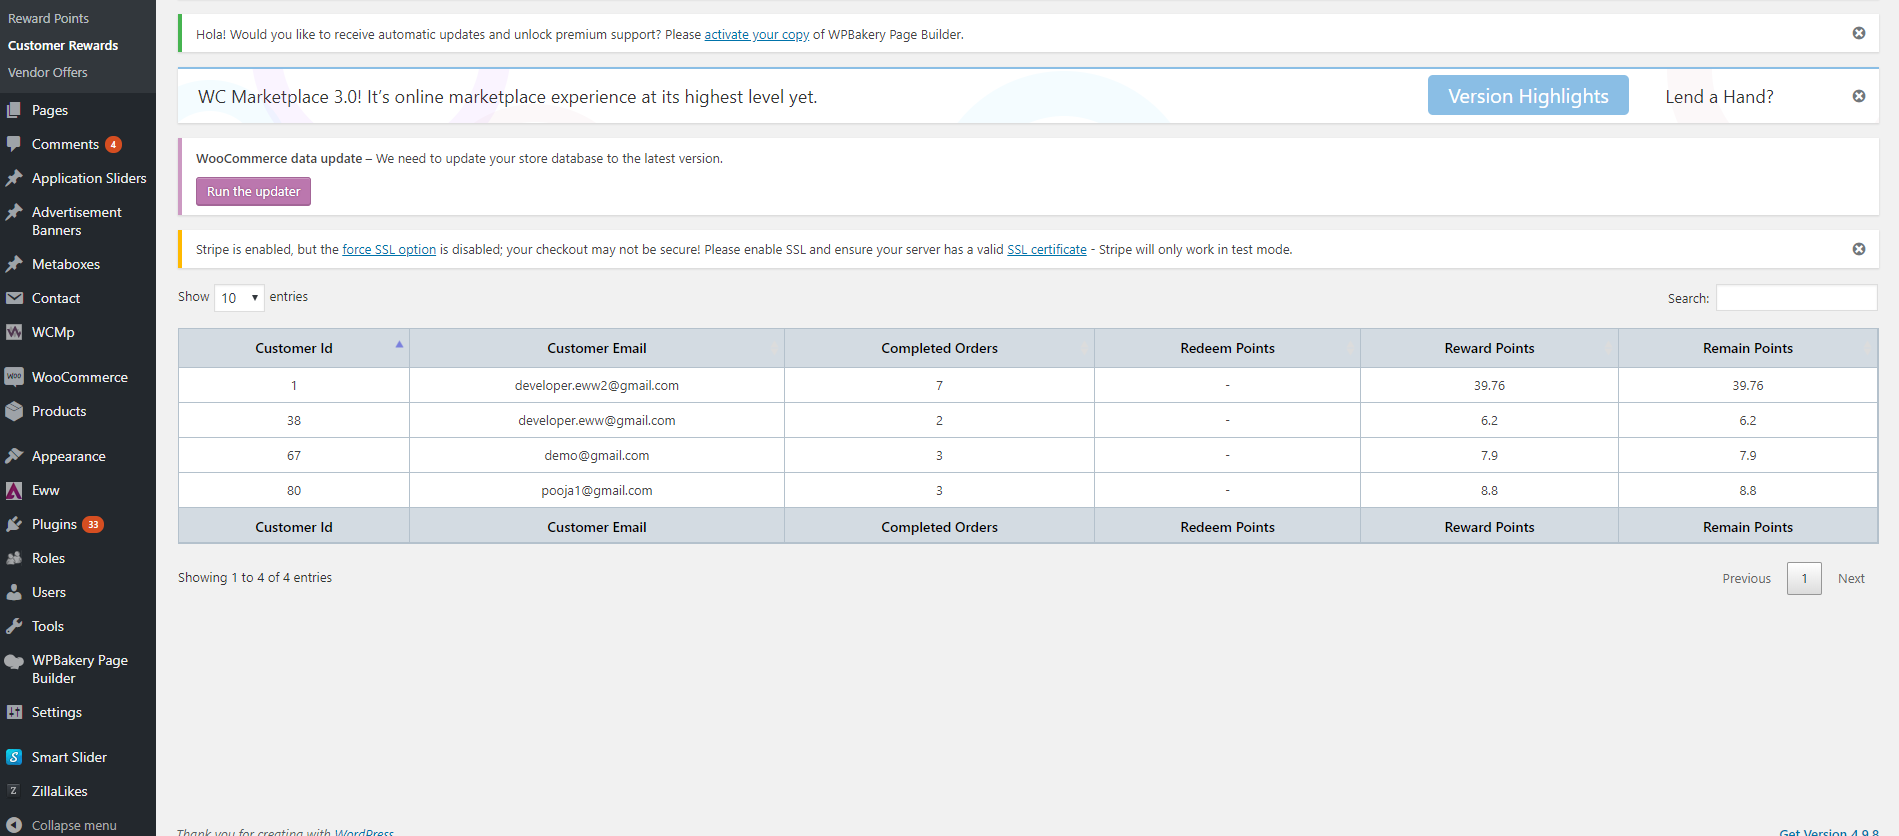 Reward Points
Customer Rewards
Vendor Offers
Pages
Comments 4
Application Sliders
Advertisement
Banners
Metaboxes
Contact
WCMp
WooCommerce
Products
Appearance
Eww
Plugins 33
Roles
Users
Tools
WPBakery Page
Builder
Settings
Smart Slider
ZillaLikes
Collapse menu
Hola! Would you like to receive automatic updates and unlock premium support? Please activate your copy of WPBakery Page Builder.
WC Marketplace 3.0! It's online marketplace experience at its highest level yet. Version Highlights Lend a Hand?
WooCommerce data update – We need to update your store database to the latest version.
Run the updater
Stripe is enabled, but the force SSL option is disabled; your checkout may not be secure! Please enable SSL and ensure your server has a valid SSL certificate - Stripe will only work in test mode.
Show 10 entries Search:
Customer Id Customer Email Completed Orders Redeem Points Reward Points Remain Points
1 developer.eww2@gmail.com 7 - 39.76 39.76
38 developer.eww@gmail.com 2 - 6.2 6.2
67 demo@gmail.com 3 - 7.9 7.9
80 pooja1@gmail.com 3 - 8.8 8.8
Customer Id Customer Email Completed Orders Redeem Points Reward Points Remain Points
Showing 1 to 4 of 4 entries Previous 1 Next
Thank you for creating with WordPress Get Version 4.9.8